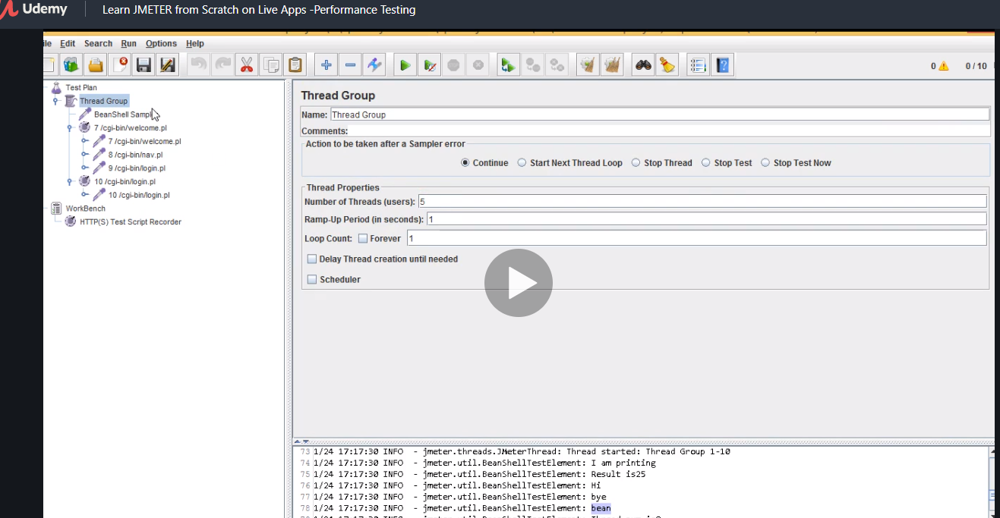 Udemy
Learn JMETER from Scratch on Live Apps -Performance Testing
ile Edit Search Run Options Help
0 0 / 10
Test Plan
Thread Group
BeanShell Sampl
7 /cgi-bin/welcome.pl
7 /cgi-bin/welcome.pl
8 /cgi-bin/nav.pl
9 /cgi-bin/login.pl
10 /cgi-bin/login.pl
10 /cgi-bin/login.pl
WorkBench
HTTP(S) Test Script Recorder
Thread Group
Name: Thread Group
Comments:
Action to be taken after a Sampler error
Continue Start Next Thread Loop Stop Thread Stop Test Stop Test Now
Thread Properties
Number of Threads (users): 5
Ramp-Up Period (in seconds): 1
Loop Count: Forever 1
Delay Thread creation until needed
Scheduler
73 1/24 17:17:30 INFO - jmeter.threads.JMeterThread: Thread started: Thread Group 1-10
74 1/24 17:17:30 INFO - jmeter.util.BeanShellTestElement: I am printing
75 1/24 17:17:30 INFO - jmeter.util.BeanShellTestElement: Result is25
76 1/24 17:17:30 INFO - jmeter.util.BeanShellTestElement: Hi
77 1/24 17:17:30 INFO - jmeter.util.BeanShellTestElement: bye
78 1/24 17:17:30 INFO - jmeter.util.BeanShellTestElement: bean